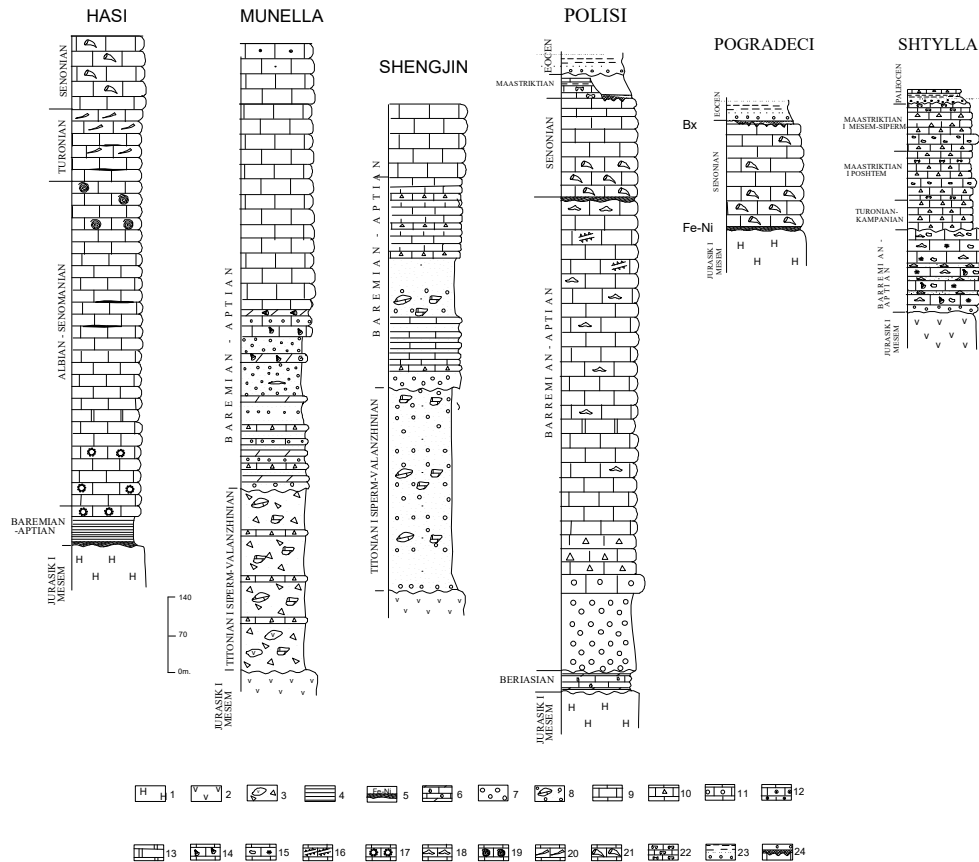 HASI
SENONIAN
TURONIAN
ALBIAN - SENOMANIAN
BAREMIAN
-APTIAN
JURASIK I
MESEM
140
70
0m.
MUNELLA
BAREMIAN - APTIAN
TITONIAN I SIPERM-VALANZHINIAN
JURASIK I
MESEM
SHENGJIN
BAREMIAN - APTIAN
TITONIAN I SIPERM-VALANZHINIAN
POLISI
EOCEN
MAASTRIKTIAN
SENONIAN
BARREMIAN - APTIAN
BERIASIAN
JURASIK I
MESEM
POGRADECI
EOCEN
Bx
SENONIAN
Fe-Ni
JURASIK I
MESEM
SHTYLLA
PALEOCEN
MAASTRIKTIAN
I MESEM-SIPERM
MAASTRIKTIAN
I POSHTEM
TURONIAN-
KAMPANIAN
BARREMIAN -
APTIAN
JURASIK I
MESEM
H H 1 v v v 2 v 3 4 Fe-Ni 5 6 7 8 9 10 11 12
13 14 15 16 17 18 19 20 21 22 23 24